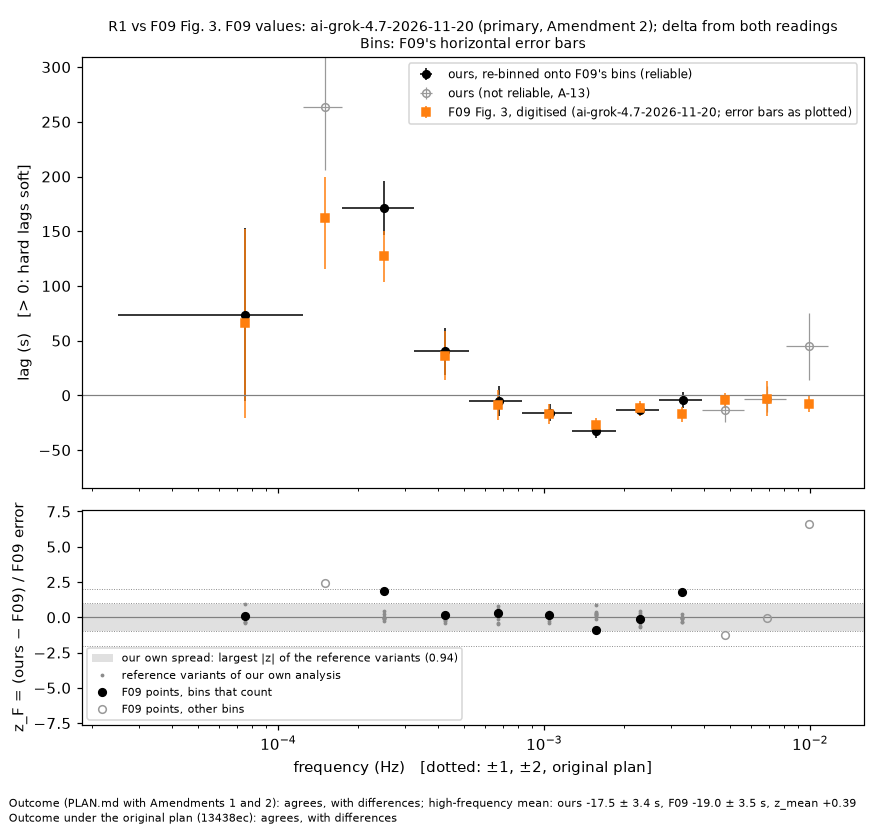 R1 vs F09 Fig. 3. F09 values: ai-grok-4.7-2026-11-20 (primary, Amendment 2); delta from both readings
Bins: F09's horizontal error bars
ours, re-binned onto F09's bins (reliable)
ours (not reliable, A-13)
F09 Fig. 3, digitised (ai-grok-4.7-2026-11-20; error bars as plotted)
lag (s)   [> 0: hard lags soft]
300
250
200
150
100
50
0
−50
z_F = (ours − F09) / F09 error
7.5
5.0
2.5
0.0
−2.5
−5.0
−7.5
our own spread: largest |z| of the reference variants (0.94)
reference variants of our own analysis
F09 points, bins that count
F09 points, other bins
10⁻⁴ 10⁻³ 10⁻²
frequency (Hz)   [dotted: ±1, ±2, original plan]
Outcome (PLAN.md with Amendments 1 and 2): agrees, with differences; high-frequency mean: ours -17.5 ± 3.4 s, F09 -19.0 ± 3.5 s, z_mean +0.39
Outcome under the original plan (13438ec): agrees, with differences